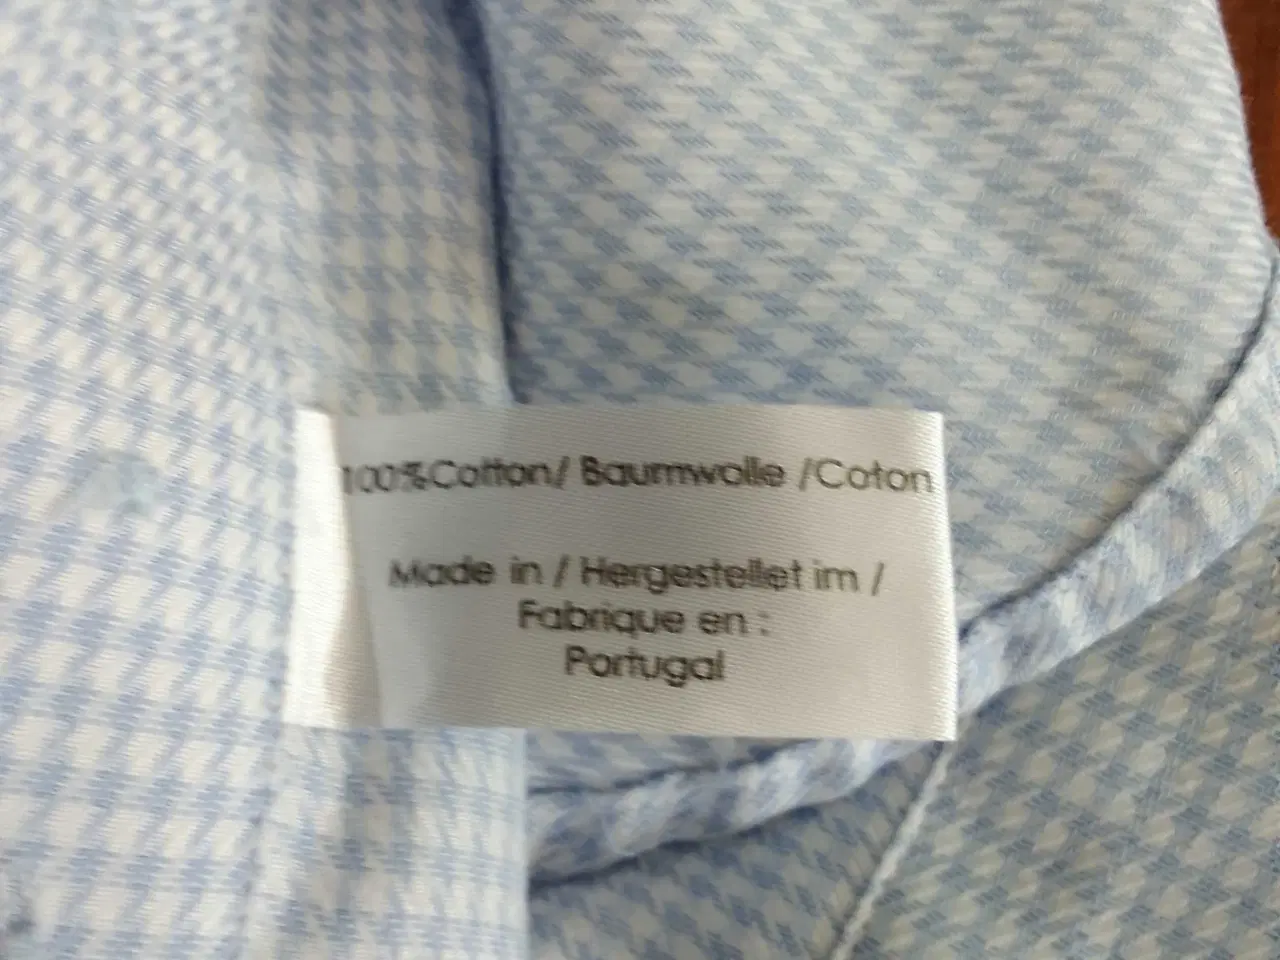 100%Cotton/ Baumwolle /Coton
Made in / Hergestellet im /
Fabrique en :
Portugal